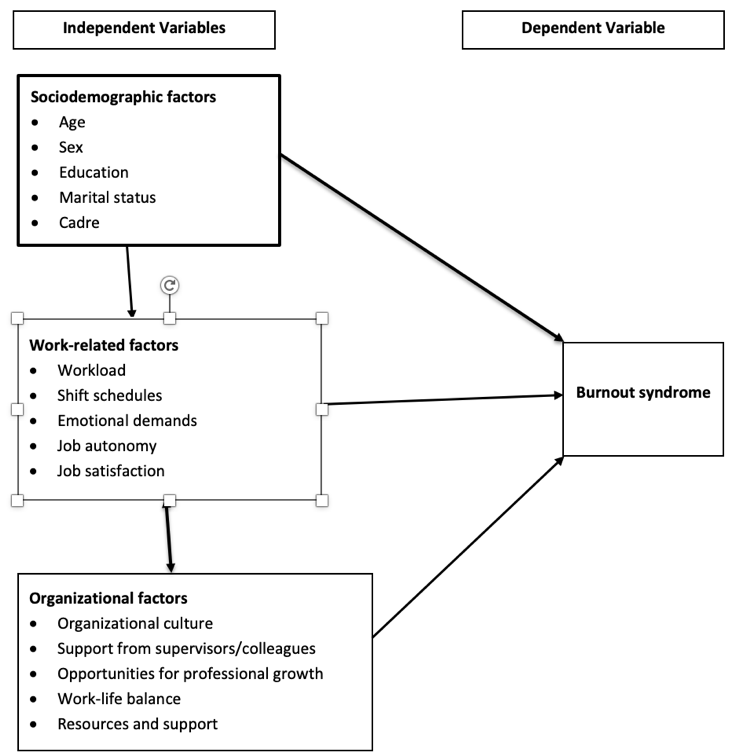 Independent Variables
Dependent Variable
Sociodemographic factors
• Age
• Sex
• Education
• Marital status
• Cadre
Work-related factors
• Workload
• Shift schedules
• Emotional demands
• Job autonomy
• Job satisfaction
Burnout syndrome
Organizational factors
• Organizational culture
• Support from supervisors/colleagues
• Opportunities for professional growth
• Work-life balance
• Resources and support